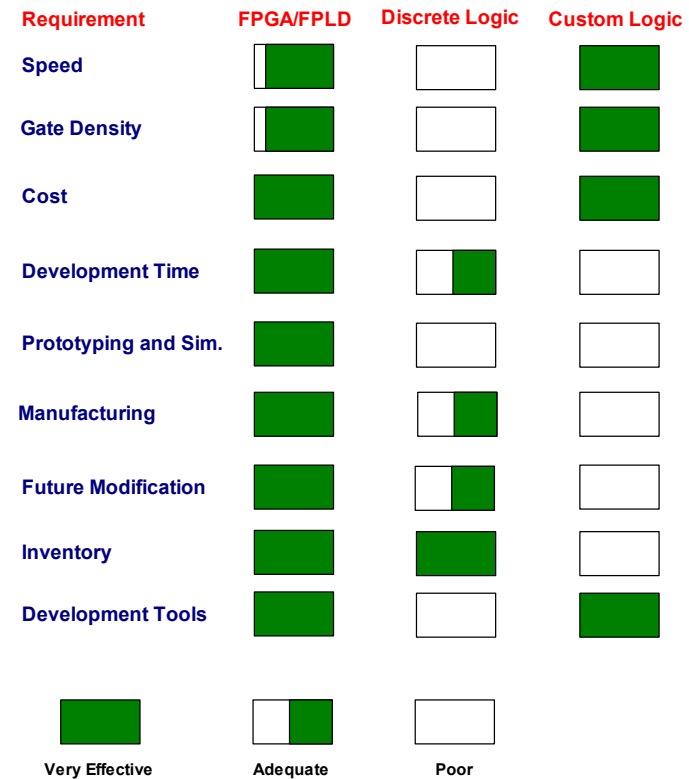 Requirement FPGA/FPLD Discrete Logic Custom Logic
Speed
Gate Density
Cost
Development Time
Prototyping and Sim.
Manufacturing
Future Modification
Inventory
Development Tools
Very Effective Adequate Poor